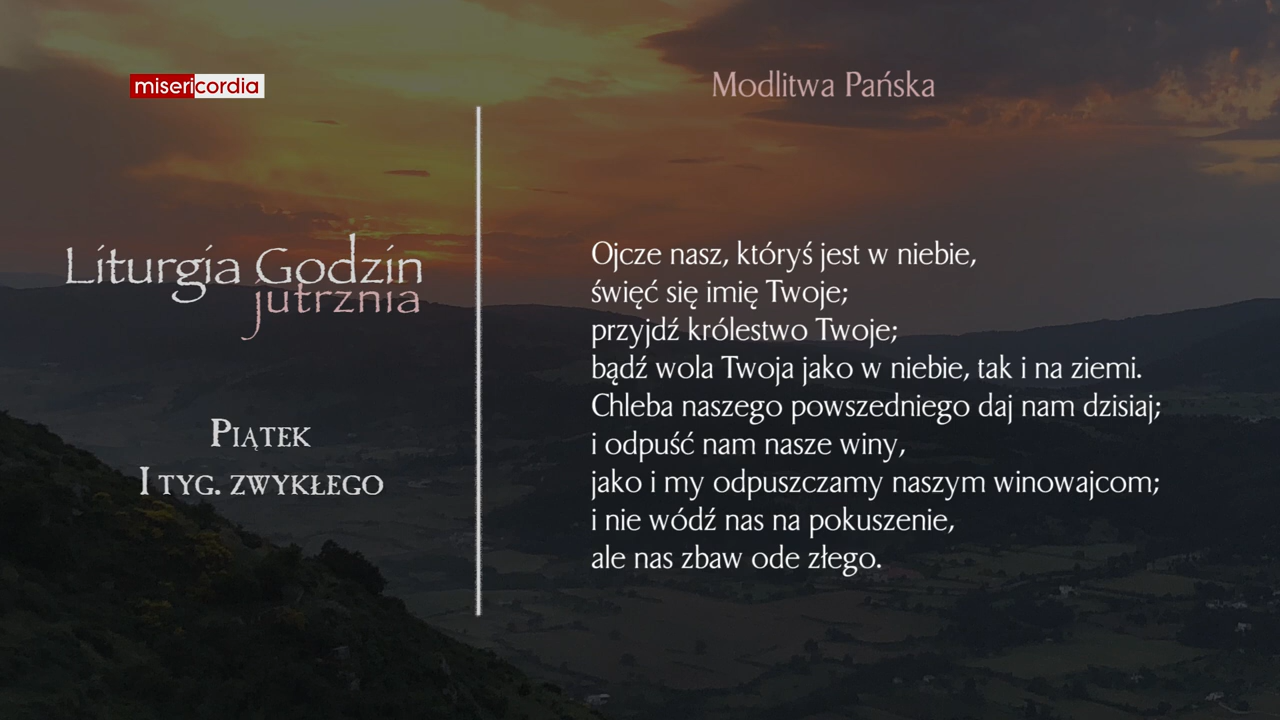 misericordia
Liturgia Godzin
jutrznia
Piątek
I tyg. zwykłego
Modlitwa Pańska
Ojcze nasz, któryś jest w niebie,
święć się imię Twoje;
przyjdź królestwo Twoje;
bądź wola Twoja jako w niebie, tak i na ziemi.
Chleba naszego powszedniego daj nam dzisiaj;
i odpuść nam nasze winy,
jako i my odpuszczamy naszym winowajcom;
i nie wódź nas na pokuszenie,
ale nas zbaw ode złego.